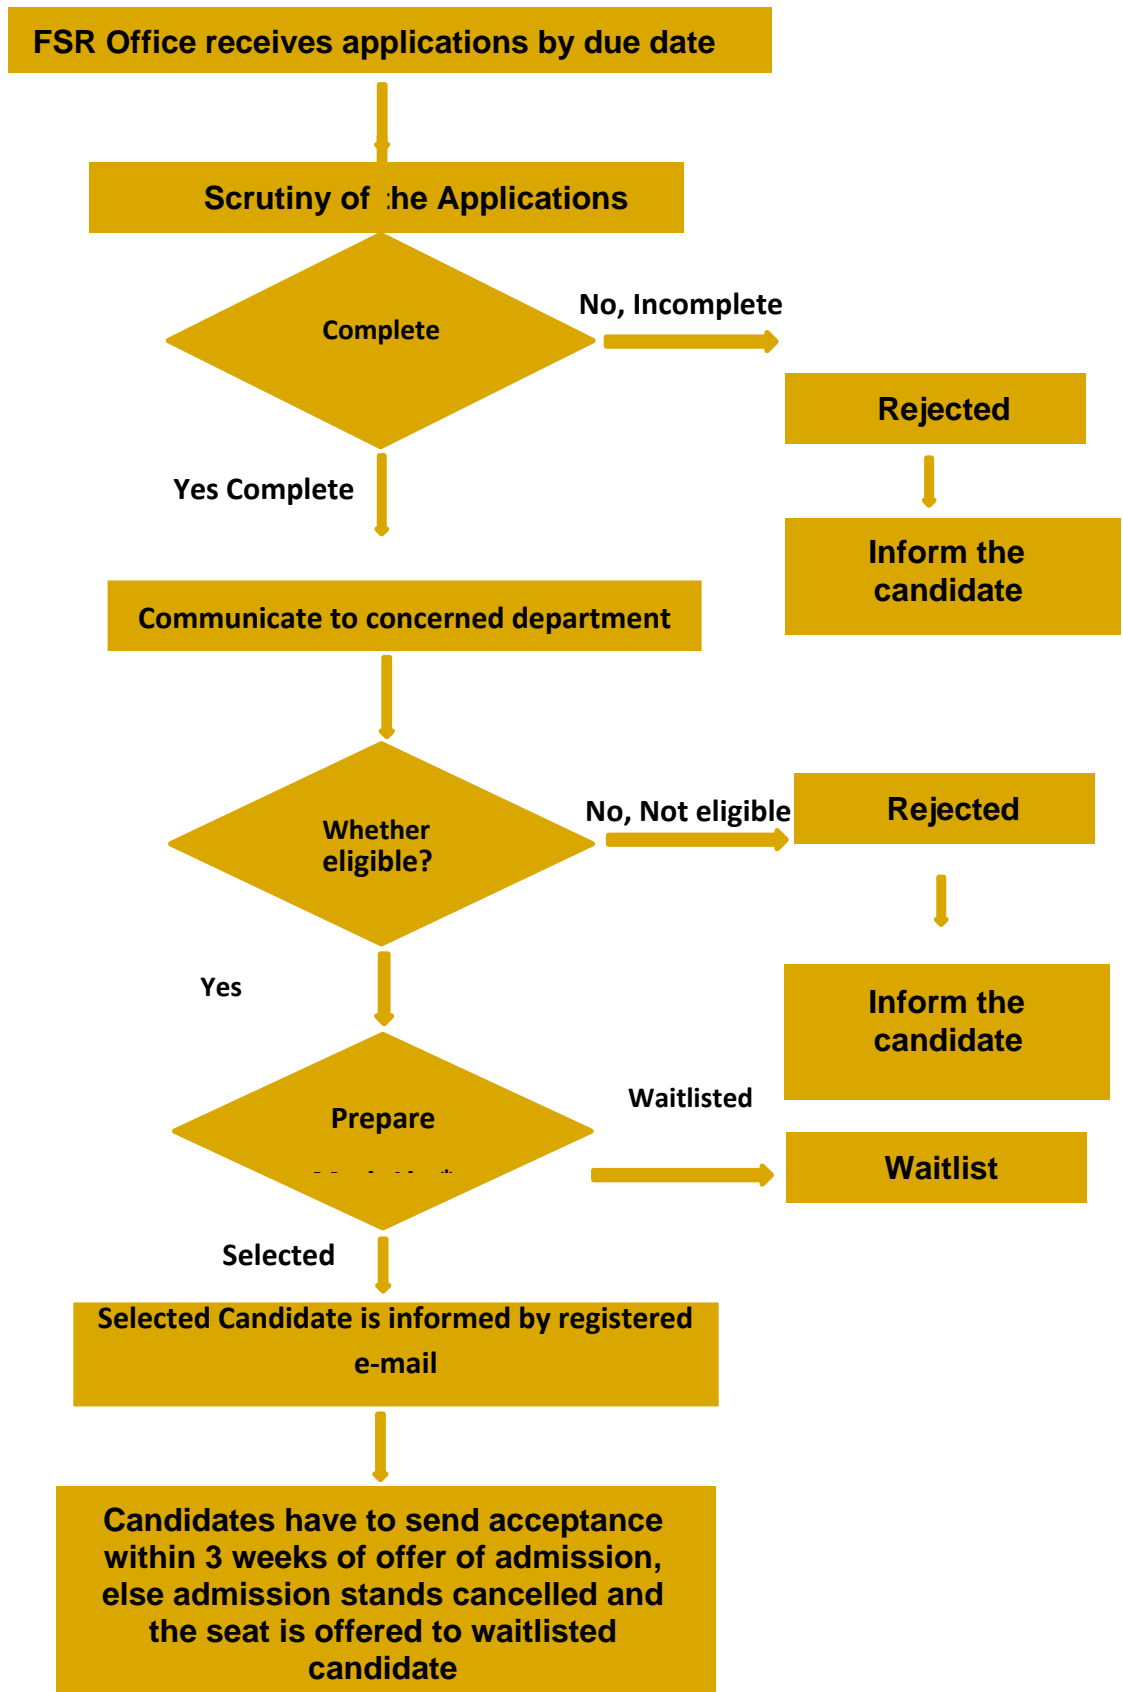 FSR Office receives applications by due date
Scrutiny of the Applications
No, Incomplete
Complete
Rejected
Yes Complete
Inform the
candidate
Communicate to concerned department
No, Not eligible
Rejected
Whether
eligible?
Yes
Inform the
candidate
Waitlisted
Prepare
Waitlist
Selected
Selected Candidate is informed by registered
e-mail
Candidates have to send acceptance
within 3 weeks of offer of admission,
else admission stands cancelled and
the seat is offered to waitlisted
candidate